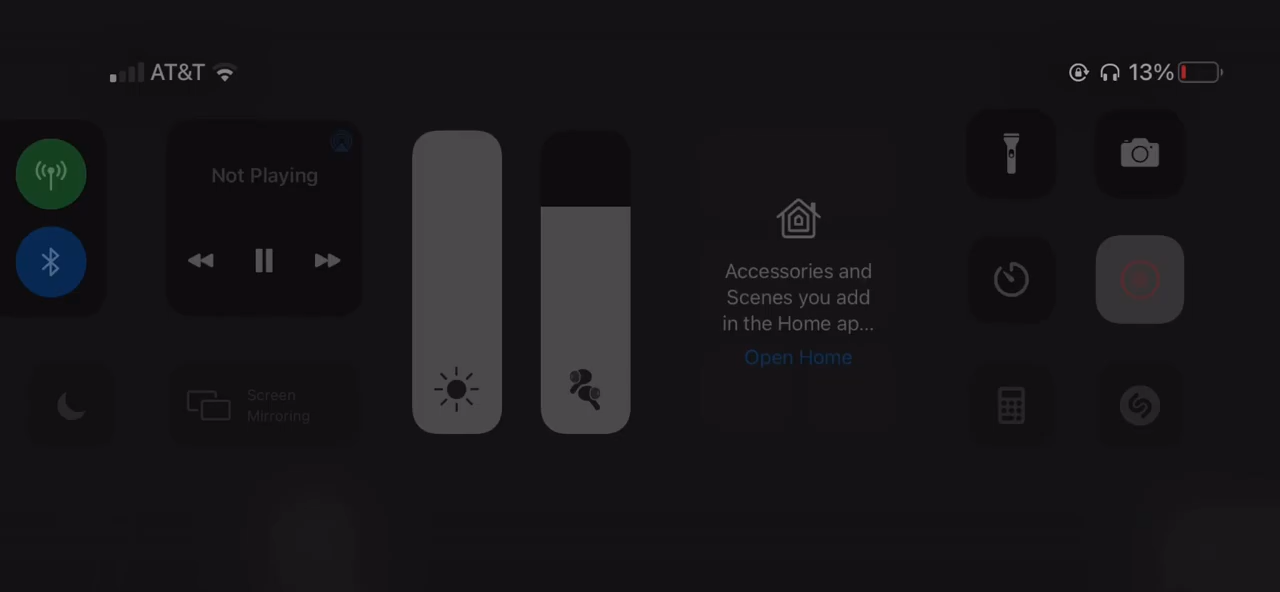 AT&T
13%
Not Playing
Accessories and
Scenes you add
in the Home ap...
Open Home
Screen
Mirroring